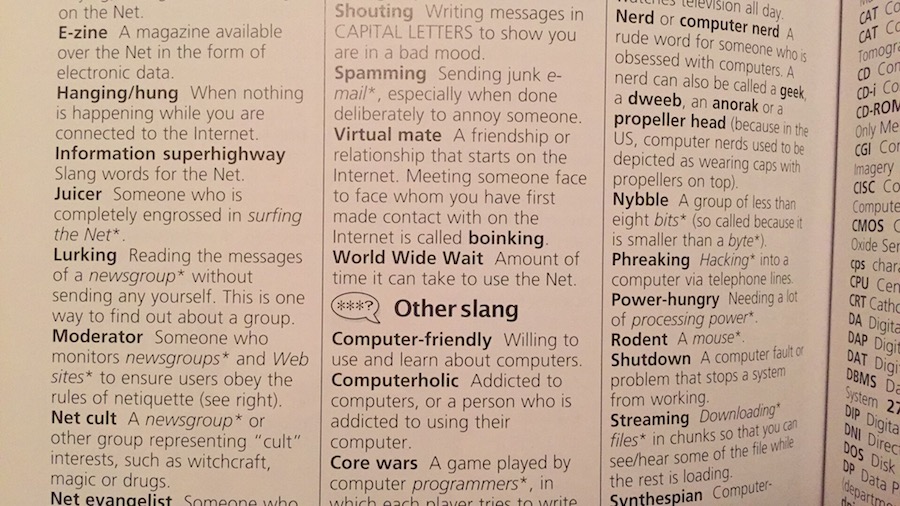 on the Net.
E-zine A magazine available
over the Net in the form of
electronic data.
Hanging/hung When nothing
is happening while you are
connected to the Internet.
Information superhighway
Slang words for the Net.
Juicer Someone who is
completely engrossed in surfing
the Net*.
Lurking Reading the messages
of a newsgroup* without
sending any yourself. This is one
way to find out about a group.
Moderator Someone who
monitors newsgroups* and Web
sites* to ensure users obey the
rules of netiquette (see right).
Net cult A newsgroup* or
other group representing “cult”
interests, such as witchcraft,
magic or drugs.
Net evangelist Someone who
Shouting Writing messages in
CAPITAL LETTERS to show you
are in a bad mood.
Spamming Sending junk e-
mail*, especially when done
deliberately to annoy someone.
Virtual mate A friendship or
relationship that starts on the
Internet. Meeting someone face
to face whom you have first
made contact with on the
Internet is called boinking.
World Wide Wait Amount of
time it can take to use the Net.
***? Other slang
Computer-friendly Willing to
use and learn about computers.
Computerholic Addicted to
computers, or a person who is
addicted to using their
computer.
Core wars A game played by
computer programmers*, in
which each player tries to write
watches television all day.
Nerd or computer nerd A
rude word for someone who is
obsessed with computers. A
nerd can also be called a geek,
a dweeb, an anorak or a
propeller head (because in the
US, computer nerds used to be
depicted as wearing caps with
propellers on top).
Nybble A group of less than
eight bits* (so called because it
is smaller than a byte*).
Phreaking Hacking* into a
computer via telephone lines.
Power-hungry Needing a lot
of processing power*.
Rodent A mouse*.
Shutdown A computer fault or
problem that stops a system
from working.
Streaming Downloading*
files* in chunks so that you can
see/hear some of the file while
the rest is loading.
Synthespian Computer-
CAT
CAT
Tomogra
CD
CD-i
CD-ROM
Only Me
CGI
Imagery
CISC
Compute
CMOS
Oxide Ser
cps chara
CPU Cen
CRT Catho
DA Digita
DAP Digit
DAT Digi
DBMS Da
System 27
DIP Digita
DNI Direct
DOS Disk
DP Data P
(departm